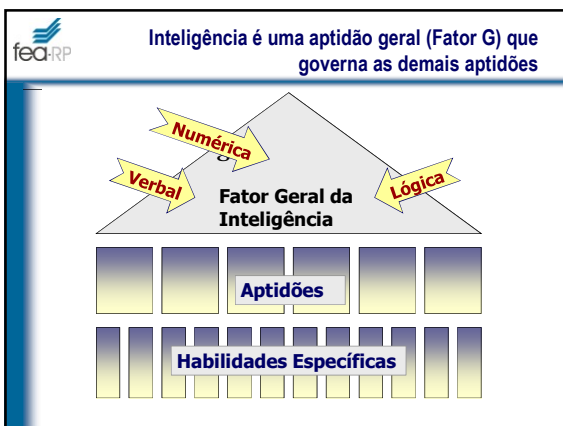 fea-RP
Inteligência é uma aptidão geral (Fator G) que
governa as demais aptidões
Numérica
Verbal
Lógica
Fator Geral da
Inteligência
Aptidões
Habilidades Específicas